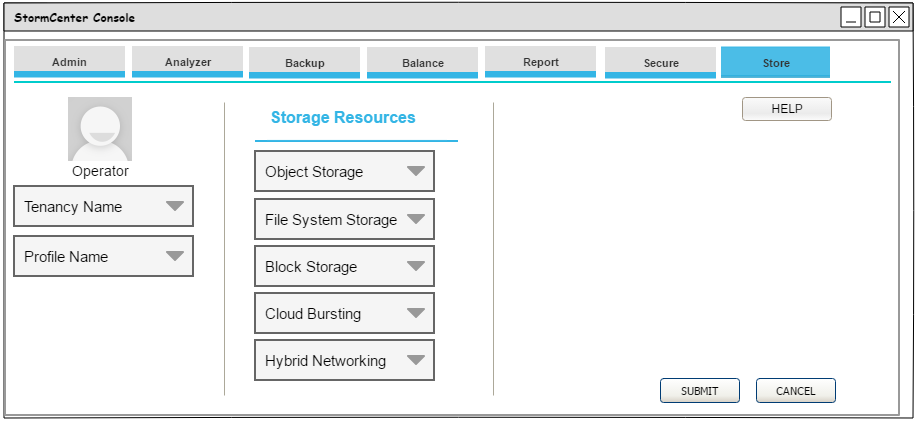 StormCenter Console
Admin
Analyzer
Backup
Balance
Report
Secure
Store
Operator
Tenancy Name
Profile Name
Storage Resources
Object Storage
File System Storage
Block Storage
Cloud Bursting
Hybrid Networking
HELP
SUBMIT
CANCEL